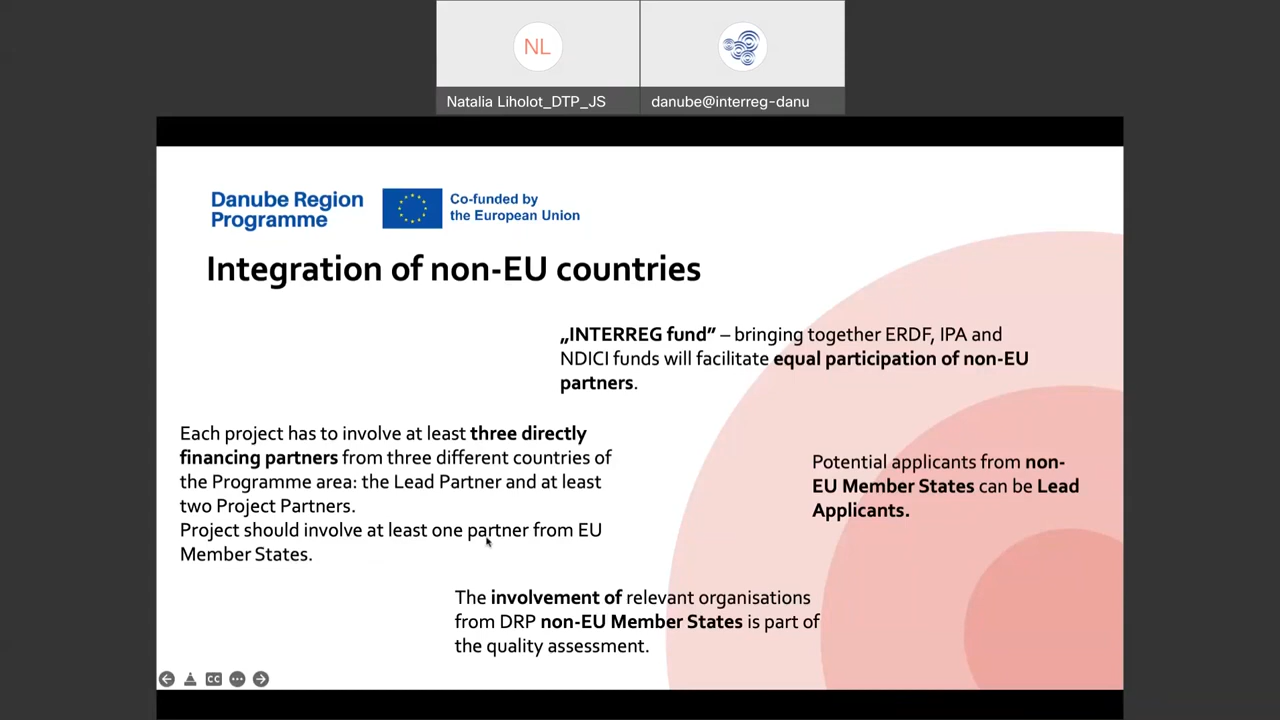 NL
Natalia Liholot_DTP_JS
danube@interreg-danu
Danube Region
Programme
Co-funded by
the European Union
Integration of non-EU countries
„INTERREG fund” – bringing together ERDF, IPA and
NDICI funds will facilitate equal participation of non-EU
partners.
Each project has to involve at least three directly
financing partners from three different countries of
the Programme area: the Lead Partner and at least
two Project Partners.
Project should involve at least one partner from EU
Member States.
Potential applicants from non-
EU Member States can be Lead
Applicants.
The involvement of relevant organisations
from DRP non-EU Member States is part of
the quality assessment.
CC